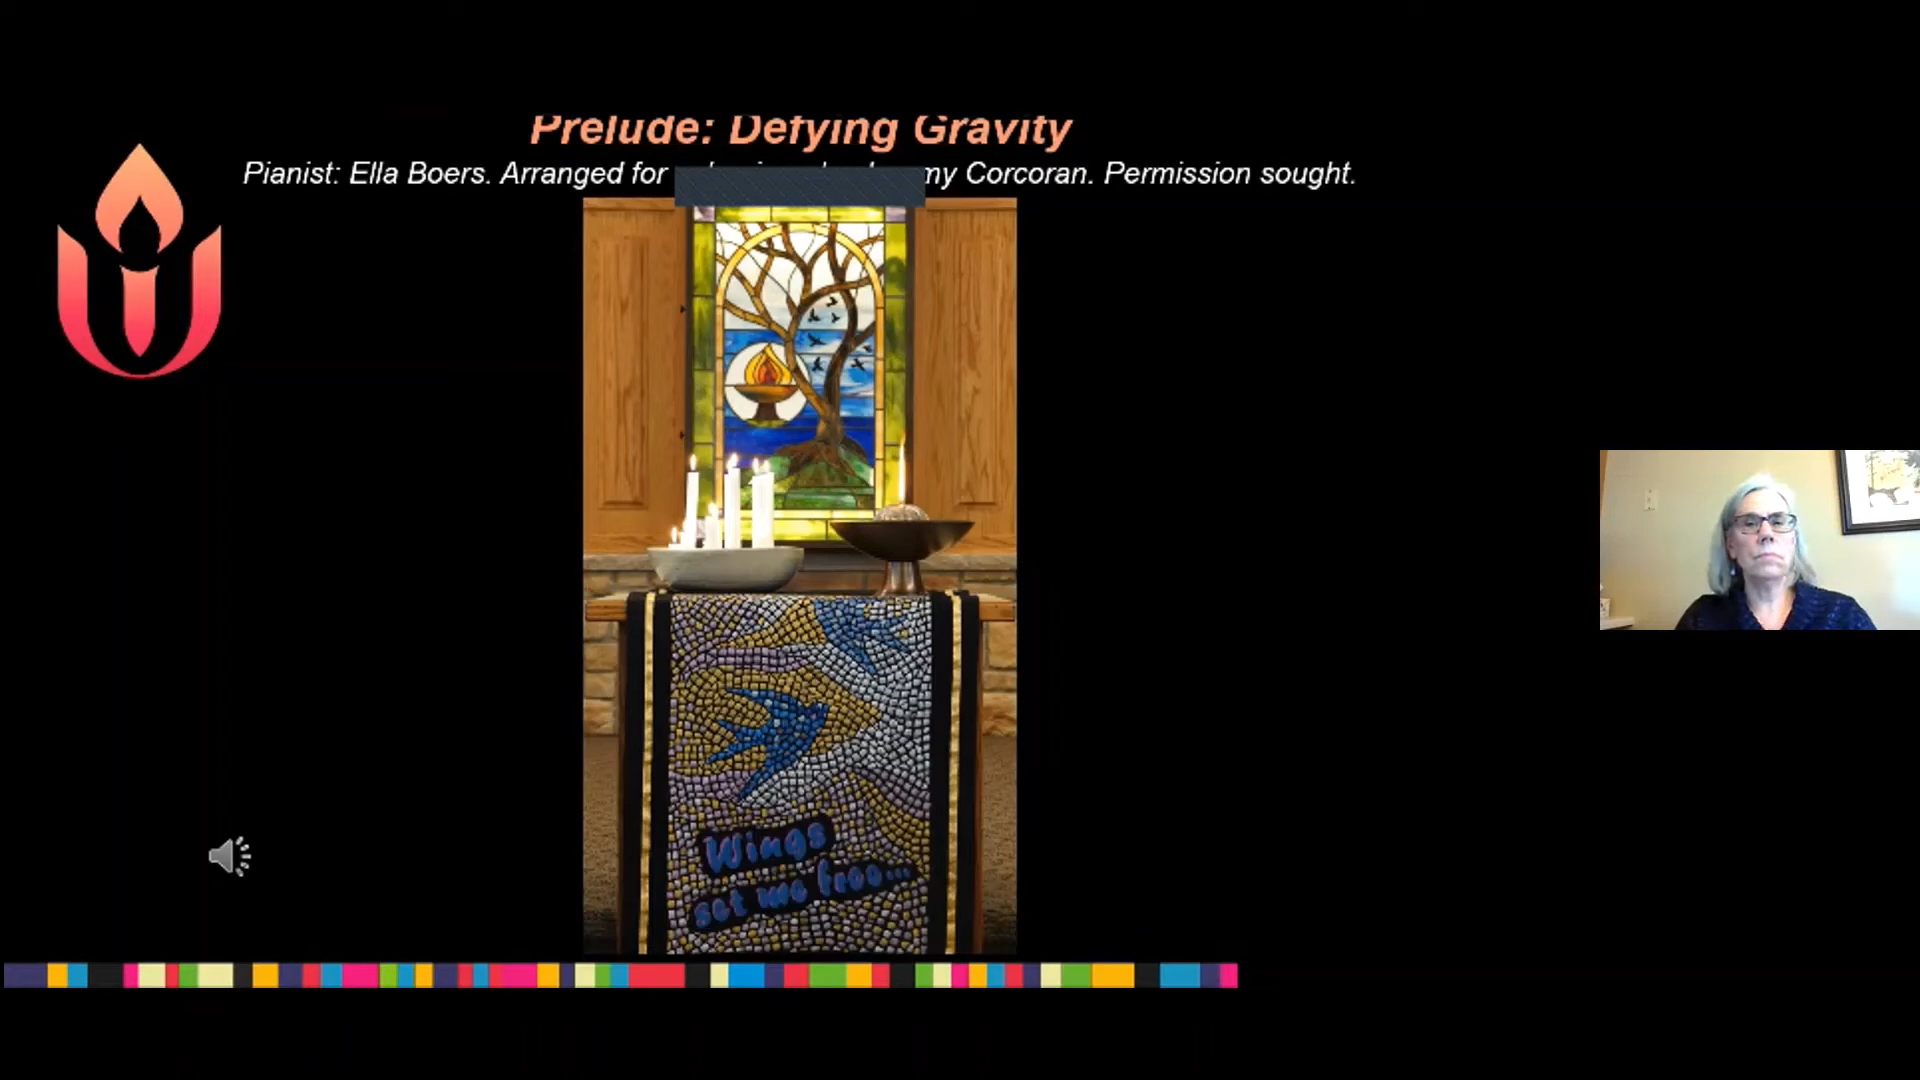 Prelude: Defying Gravity
Pianist: Ella Boers. Arranged for my Corcoran. Permission sought.
Wings
set me free...